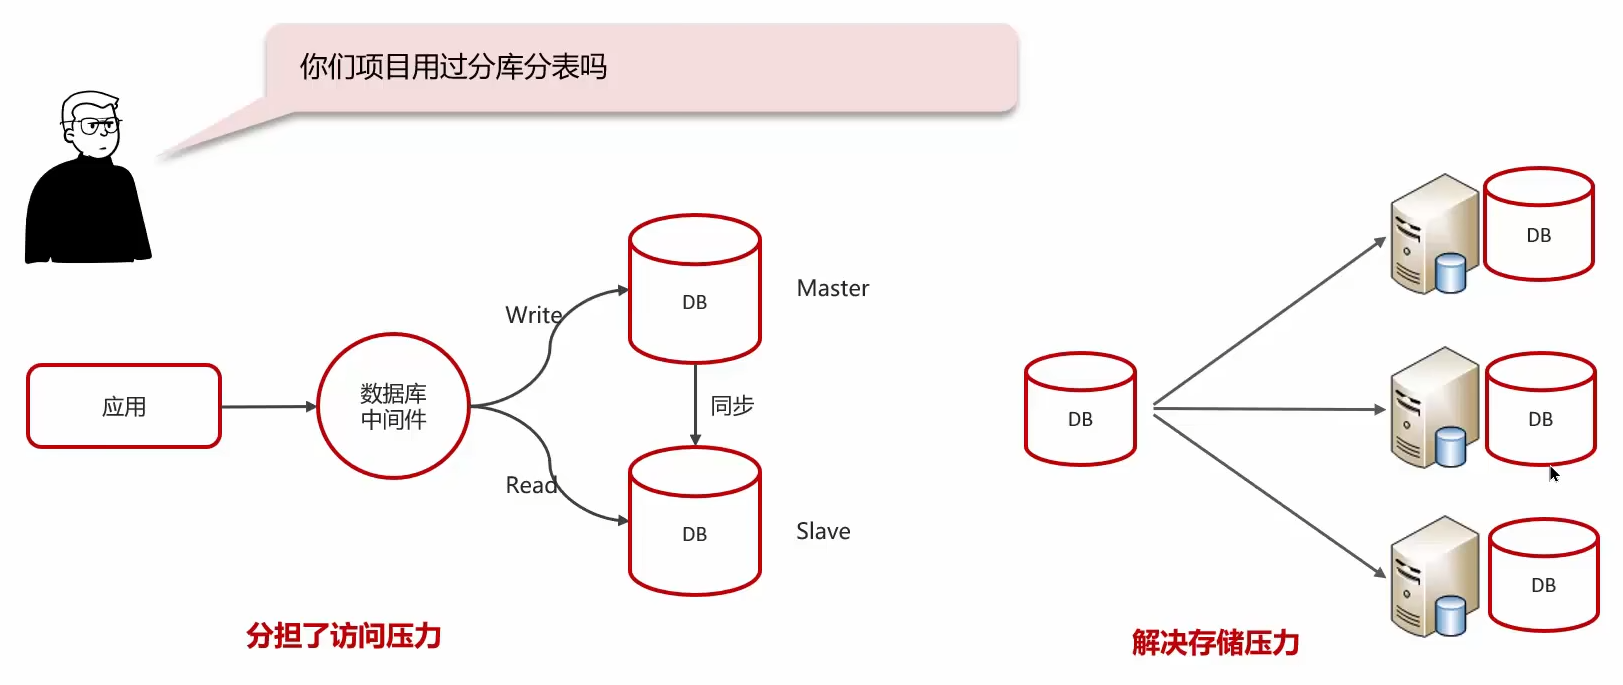 你们项目用过分库分表吗
应用
数据库
中间件
Write
Read
DB
Master
同步
DB
Slave
分担了访问压力
DB
DB
DB
DB
解决存储压力